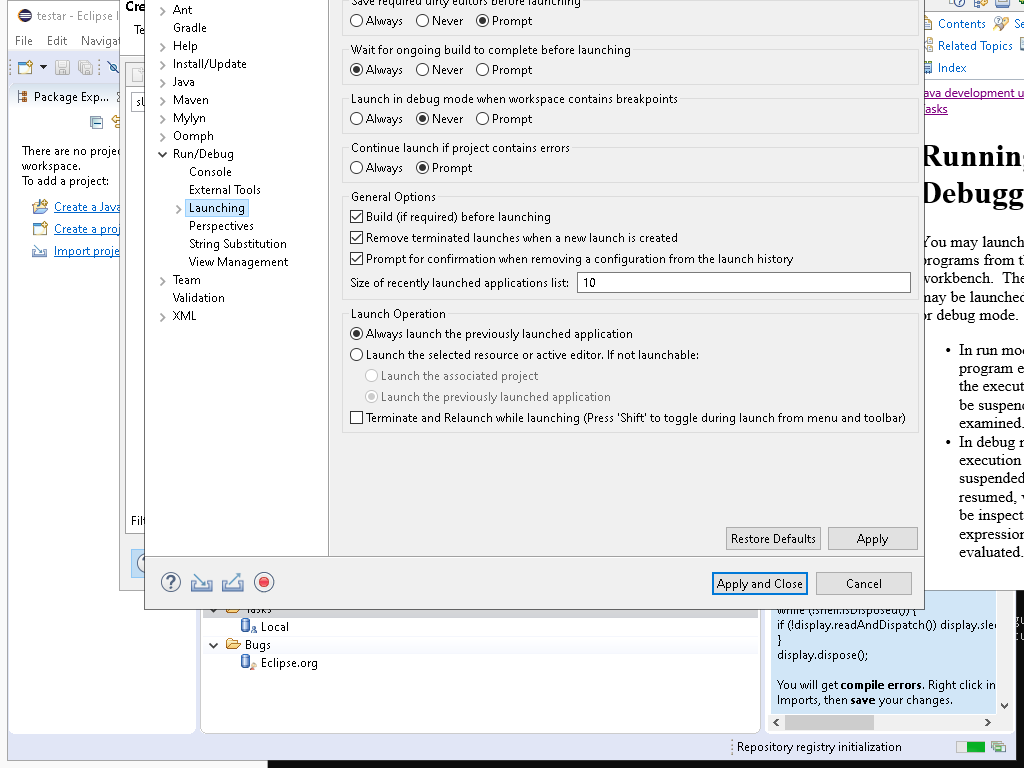 testar - Eclipse I
File Edit Navigat
Package Exp...
There are no proje
workspace.
To add a project:
Create a Java
Create a proj
Import proje
Cre
Te
Filt
Ant
Gradle
Help
Install/Update
Java
Maven
Mylyn
Oomph
Run/Debug
Console
External Tools
Launching
Perspectives
String Substitution
View Management
Team
Validation
XML
Save required dirty editors before launching
Always Never Prompt
Wait for ongoing build to complete before launching
Always Never Prompt
Launch in debug mode when workspace contains breakpoints
Always Never Prompt
Continue launch if project contains errors
Always Prompt
General Options
Build (if required) before launching
Remove terminated launches when a new launch is created
Prompt for confirmation when removing a configuration from the launch history
Size of recently launched applications list: 10
Launch Operation
Always launch the previously launched application
Launch the selected resource or active editor. If not launchable:
Launch the associated project
Launch the previously launched application
Terminate and Relaunch while launching (Press 'Shift' to toggle during launch from menu and toolbar)
Restore Defaults Apply
Apply and Close Cancel
Contents Se
Related Topics
Index
ava development u
asks
Running
Debugg
You may launch
programs from th
workbench. The
may be launched
or debug mode.
• In run mod
program e
the execut
be suspend
examined.
• In debug m
execution
suspended
resumed, v
be inspect
expression
evaluated.
Tasks
Local
Bugs
Eclipse.org
while (!shell.isDisposed()) {
if (!display.readAndDispatch()) display.slee
}
display.dispose();
You will get compile errors. Right click in
Imports, then save your changes.
Repository registry initialization